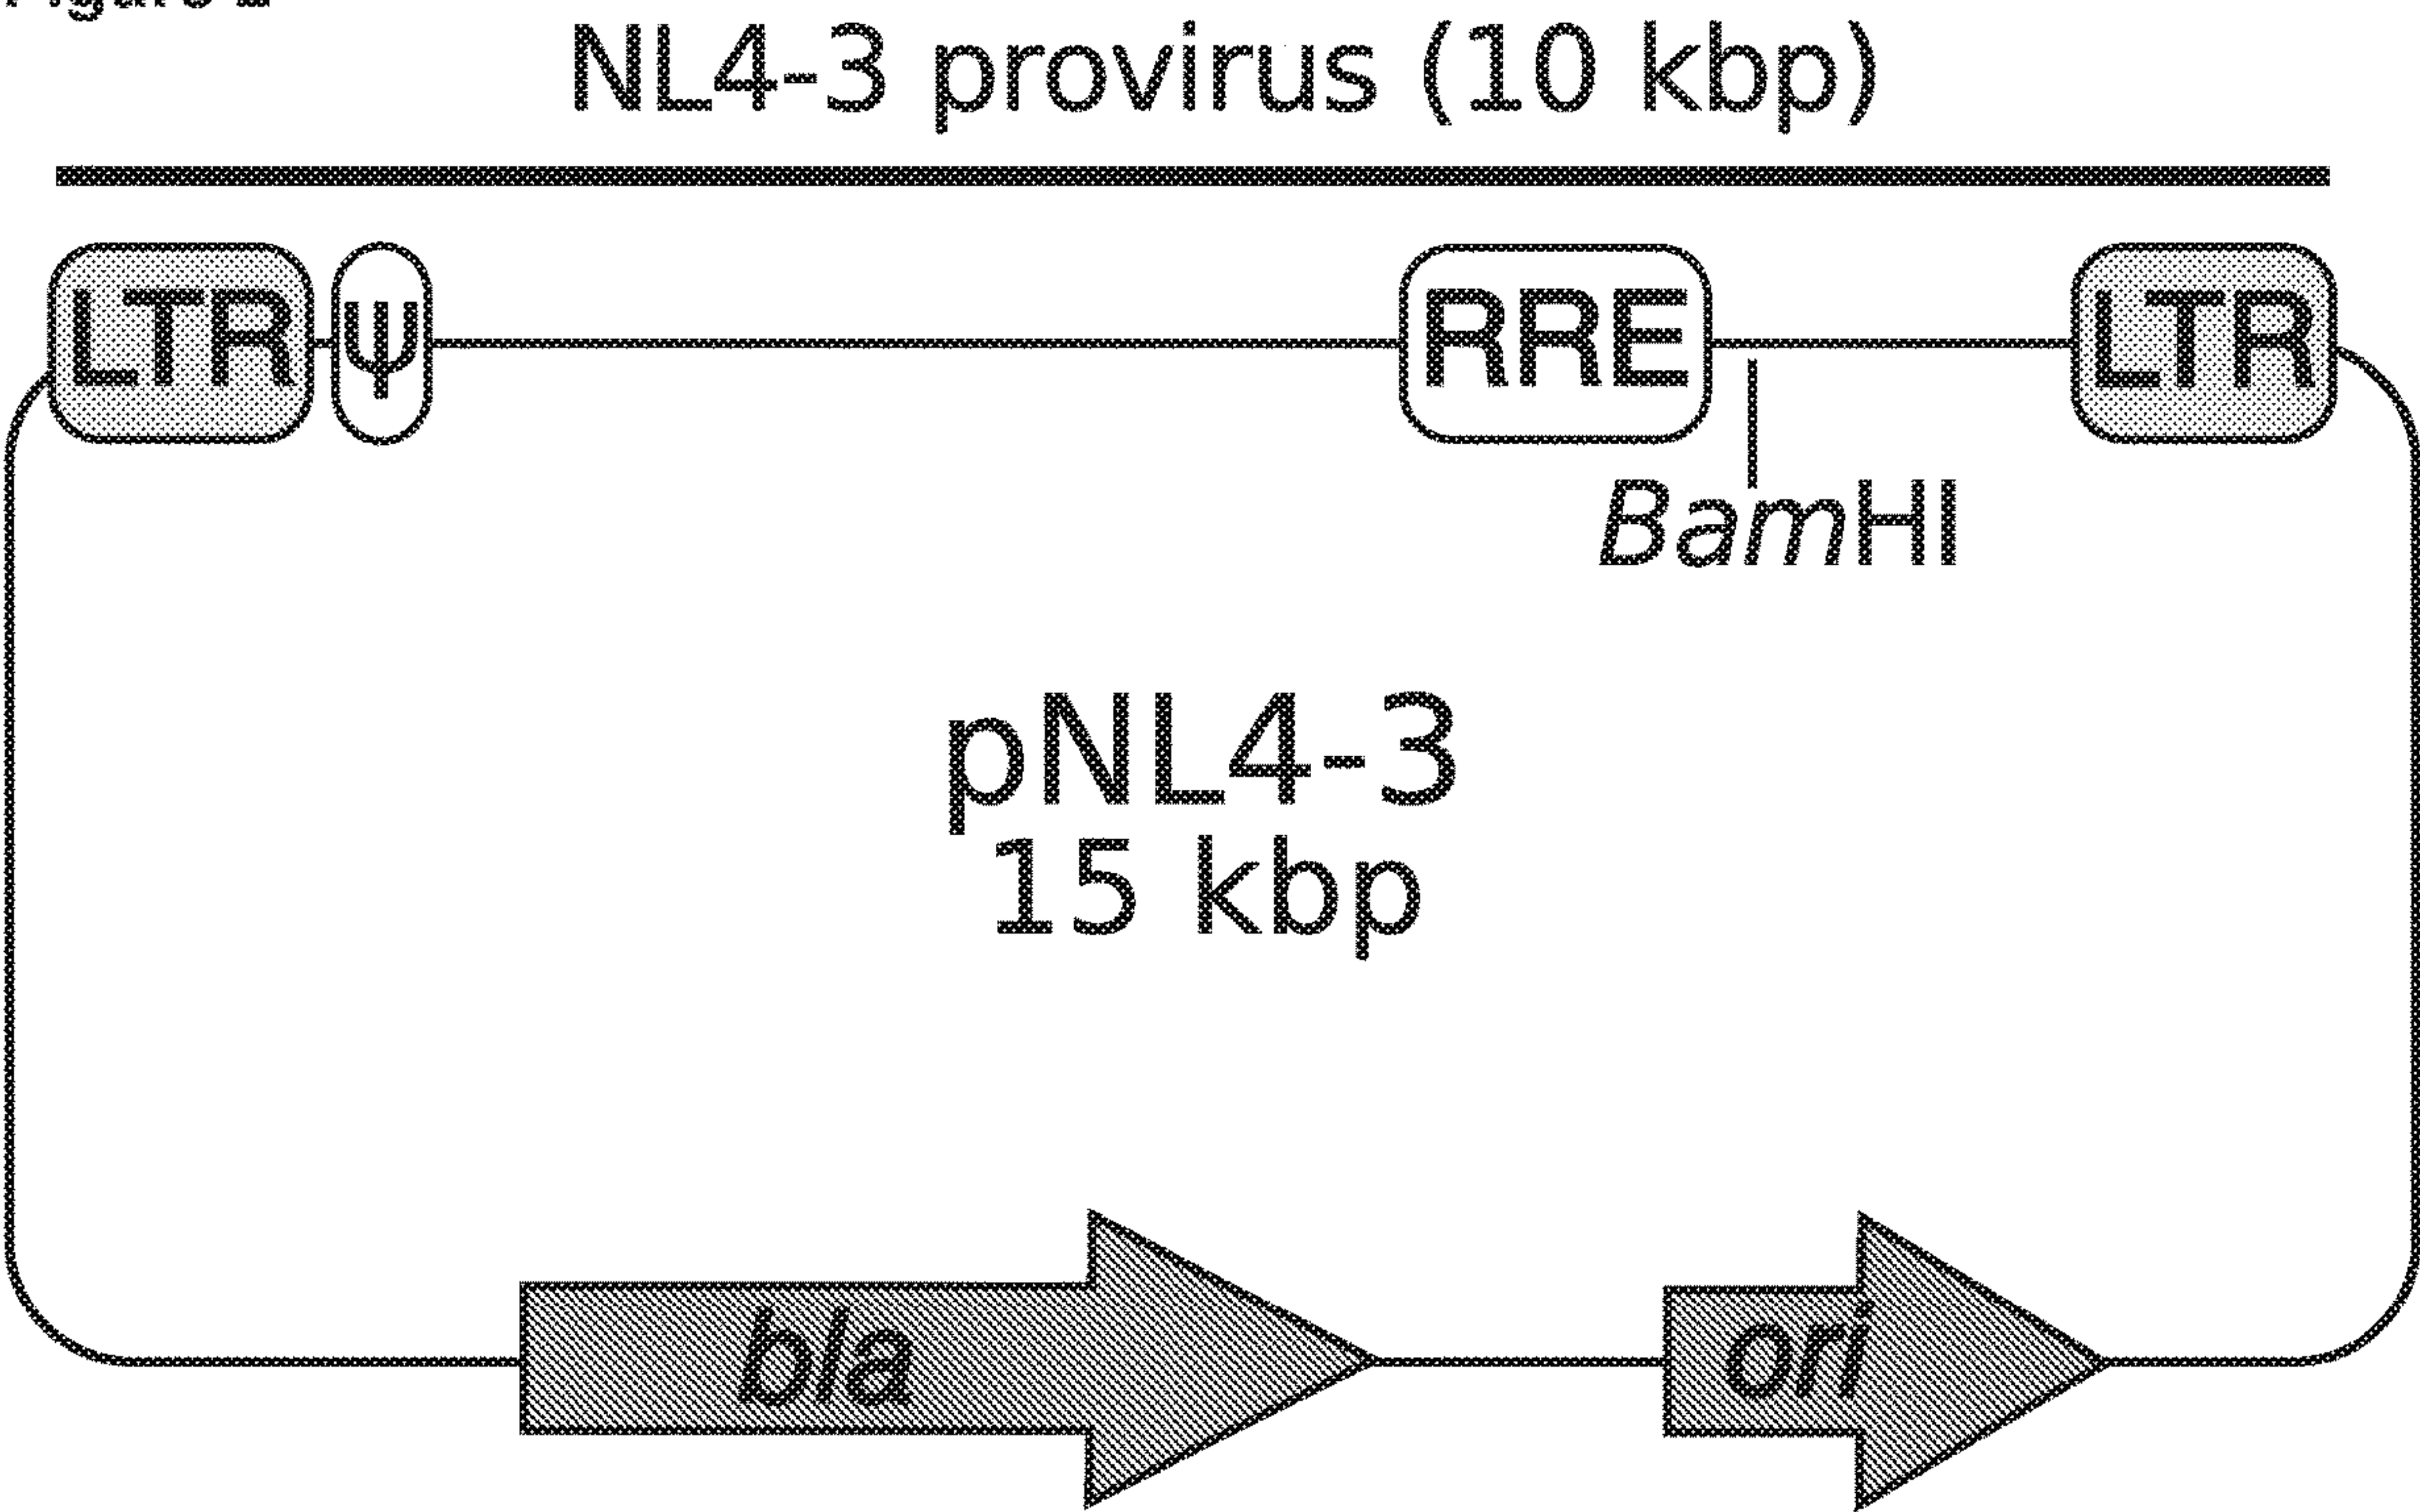 NL4-3 provirus (10 kbp)
LTR ψ RRE LTR
BamHI
pNL4-3
15 kbp
bla ori